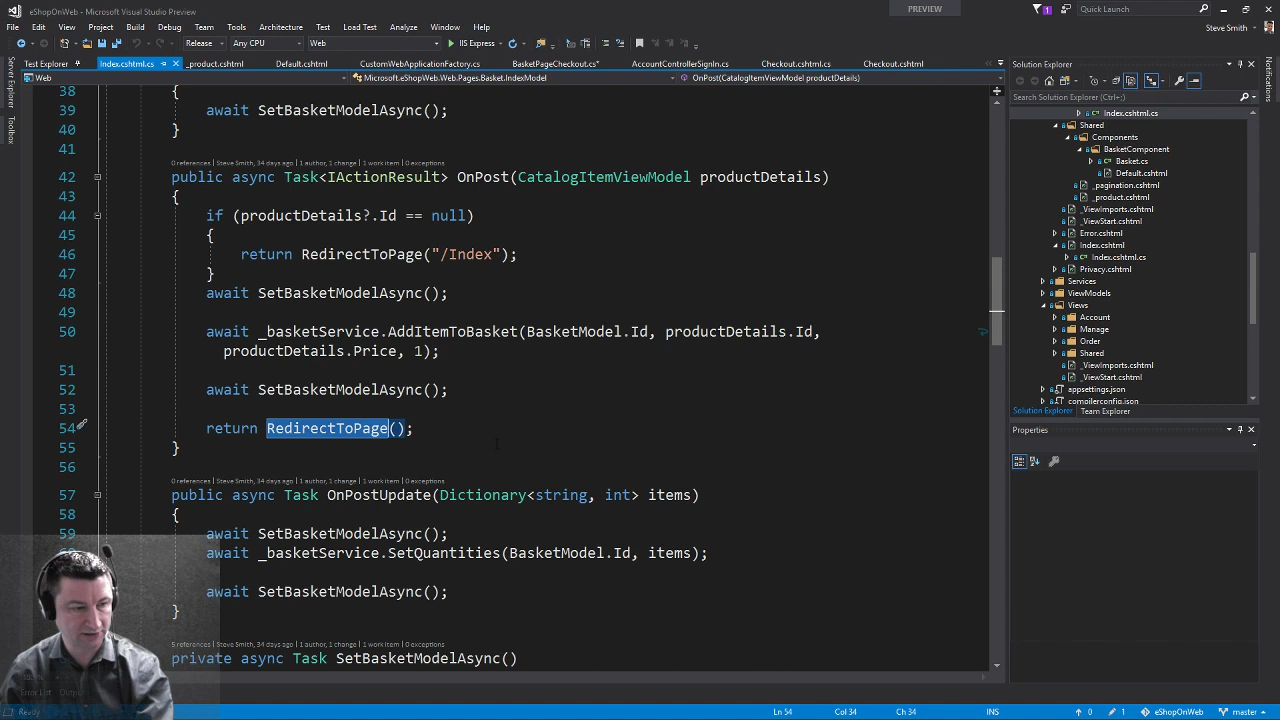 eShopOnWeb - Microsoft Visual Studio Preview
PREVIEW
1
Quick Launch
File Edit View Project Build Debug Team Tools Architecture Test Load Test Analyze Window Help
Steve Smith
Release Any CPU Web IIS Express
Test Explorer Index.cshtml.cs _product.cshtml Default.cshtml CustomWebApplicationFactory.cs BasketPageCheckout.cs* AccountControllerSignIn.cs Checkout.cshtml.cs Checkout.cshtml
Web Microsoft.eShopWeb.Web.Pages.Basket.IndexModel OnPost(CatalogItemViewModel productDetails)
Server Explorer
Toolbox
Notifications
38 {
39 await SetBasketModelAsync();
40 }
41
0 references | Steve Smith, 34 days ago | 1 author, 1 change | 1 work item | 0 exceptions
42 public async Task<IActionResult> OnPost(CatalogItemViewModel productDetails)
43 {
44 if (productDetails?.Id == null)
45 {
46 return RedirectToPage("/Index");
47 }
48 await SetBasketModelAsync();
49
50 await _basketService.AddItemToBasket(BasketModel.Id, productDetails.Id,
productDetails.Price, 1);
51
52 await SetBasketModelAsync();
53
54 return RedirectToPage();
55 }
56
0 references | Steve Smith, 34 days ago | 1 author, 1 change | 1 work item | 0 exceptions
57 public async Task OnPostUpdate(Dictionary<string, int> items)
58 {
59 await SetBasketModelAsync();
await _basketService.SetQuantities(BasketModel.Id, items);
await SetBasketModelAsync();
}
5 references | Steve Smith, 34 days ago | 1 author, 1 change | 1 work item | 0 exceptions
private async Task SetBasketModelAsync()
Solution Explorer
Search Solution Explorer (Ctrl+;)
Index.cshtml.cs
Shared
Components
BasketComponent
Basket.cs
Default.cshtml
_pagination.cshtml
_product.cshtml
_ViewImports.cshtml
_ViewStart.cshtml
Error.cshtml
Index.cshtml
Index.cshtml.cs
Privacy.cshtml
Services
ViewModels
Views
Account
Manage
Order
Shared
_ViewImports.cshtml
_ViewStart.cshtml
appsettings.json
compilerconfig.json
Solution Explorer Team Explorer
Properties
Error List Output
Ln 54 Col 34 Ch 34 INS 0 1 eShopOnWeb master